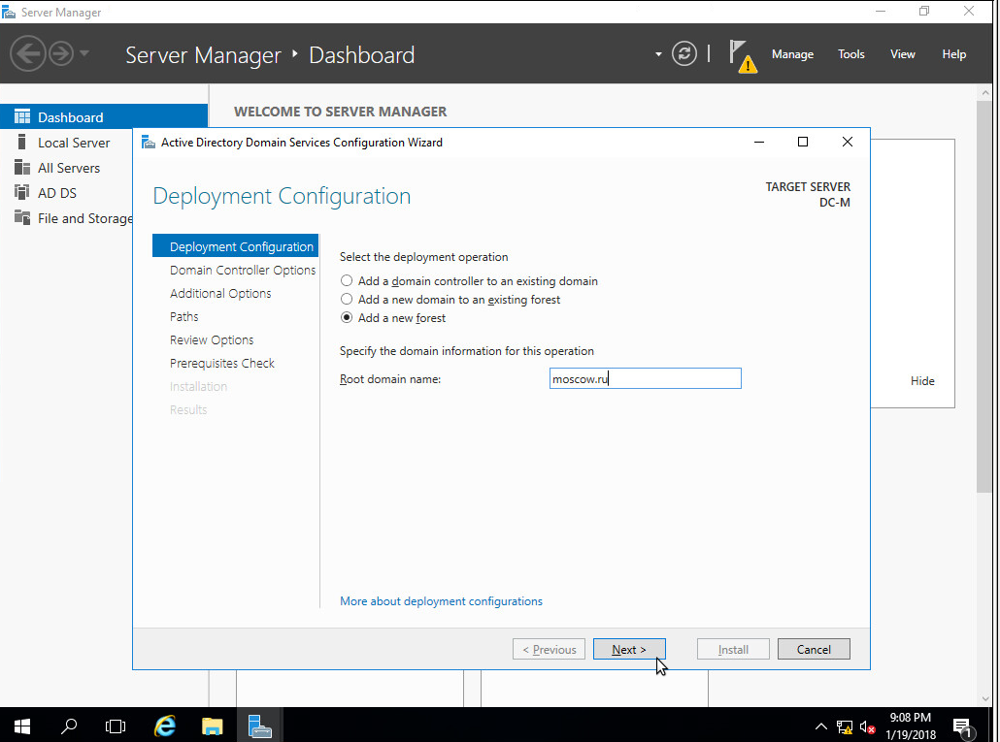 Server Manager
Server Manager ‣ Dashboard
Manage Tools View Help
Dashboard
Local Server
All Servers
AD DS
File and Storage
WELCOME TO SERVER MANAGER
Active Directory Domain Services Configuration Wizard
Deployment Configuration
TARGET SERVER
DC-M
Deployment Configuration
Domain Controller Options
Additional Options
Paths
Review Options
Prerequisites Check
Installation
Results
Select the deployment operation
Add a domain controller to an existing domain
Add a new domain to an existing forest
Add a new forest
Specify the domain information for this operation
Root domain name: moscow.ru
More about deployment configurations
Hide
< Previous Next > Install Cancel
9:08 PM
1/19/2018
1